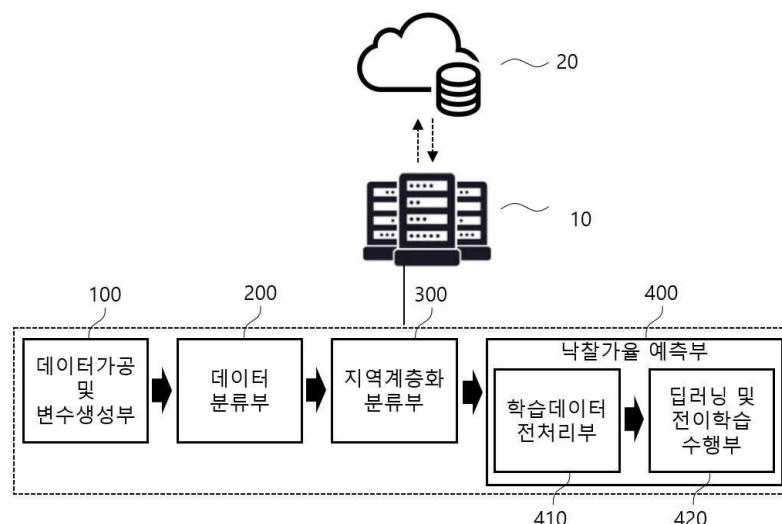 20
10
100
200
300
400
데이터가공
및
변수생성부
데이터
분류부
지역계층화
분류부
낙찰가율 예측부
학습데이터
전처리부
딥러닝 및
전이학습
수행부
410
420